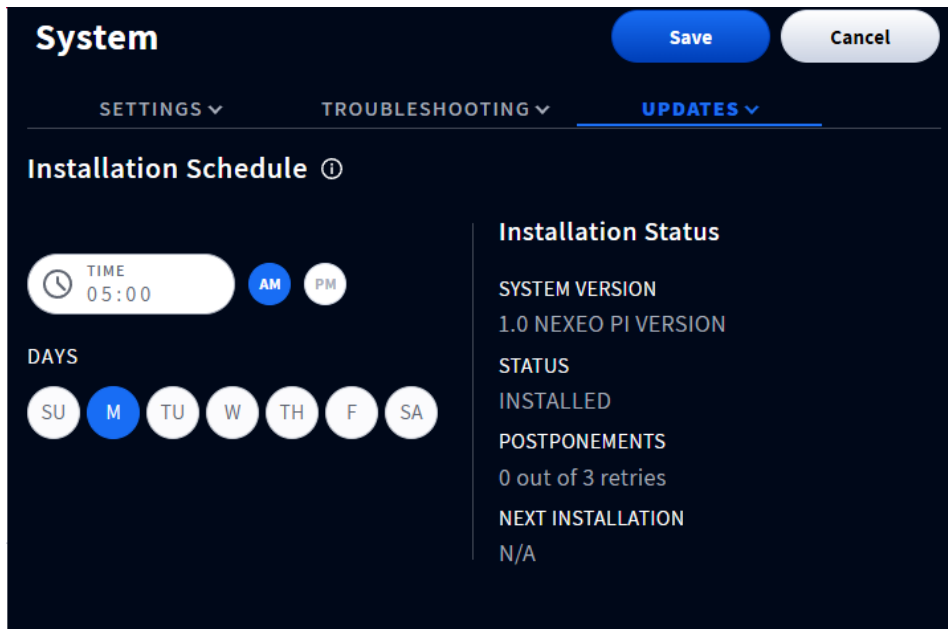 System
Save
Cancel
SETTINGS
TROUBLESHOOTING
UPDATES
Installation Schedule
TIME
05:00
AM
PM
DAYS
SU
M
TU
W
TH
F
SA
Installation Status
SYSTEM VERSION
1.0 NEXEO PI VERSION
STATUS
INSTALLED
POSTPONEMENTS
0 out of 3 retries
NEXT INSTALLATION
N/A